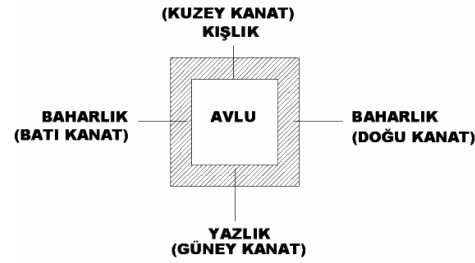 (KUZEY KANAT)
KIŞLIK
BAHARLIK
(BATI KANAT)
AVLU
BAHARLIK
(DOĞU KANAT)
YAZLIK
(GÜNEY KANAT)